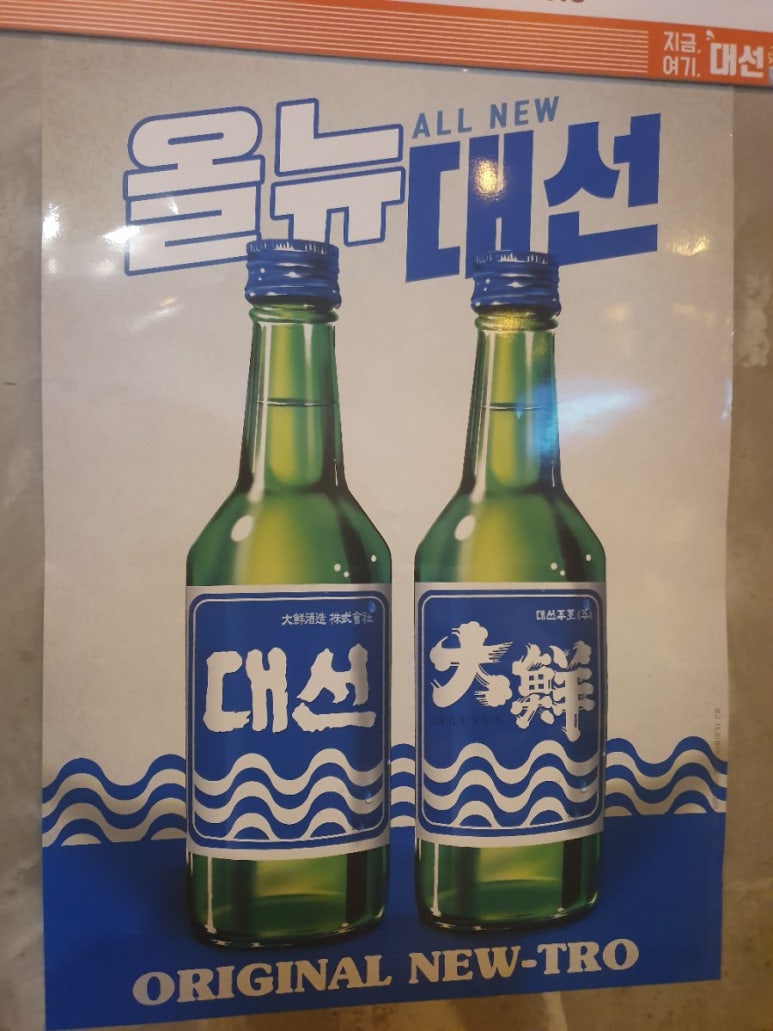 지금,
여기.
대선
ALL NEW
올뉴대선
大鮮酒造 株式會社
대선
대선주조(주)
大鮮
DAESUN
ORIGINAL NEW-TRO